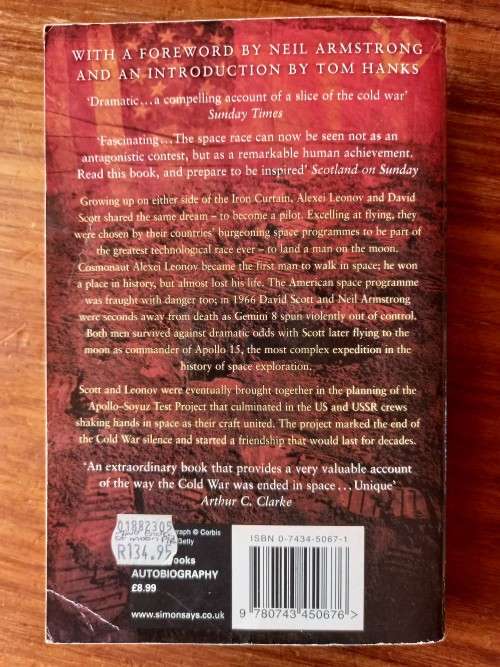 WITH A FOREWORD BY NEIL ARMSTRONG
AND AN INTRODUCTION BY TOM HANKS
‘Dramatic...a compelling account of a slice of the cold war’
Sunday Times
‘Fascinating...The space race can now be seen not as an
antagonistic contest, but as a remarkable human achievement.
Read this book, and prepare to be inspired’ Scotland on Sunday
Growing up on either side of the Iron Curtain, Alexei Leonov and David
Scott shared the same dream – to become a pilot. Excelling at flying, they
were chosen by their countries’ burgeoning space programmes to be part of
the greatest technological race ever – to land a man on the moon.
Cosmonaut Alexei Leonov became the first man to walk in space; he won
a place in history, but almost lost his life. The American space programme
was fraught with danger too; in 1966 David Scott and Neil Armstrong
were seconds away from death as Gemini 8 spun violently out of control.
Both men survived against dramatic odds with Scott later flying to the
moon as commander of Apollo 15, the most complex expedition in the
history of space exploration.
Scott and Leonov were eventually brought together in the planning of the
Apollo–Soyuz Test Project that culminated in the US and USSR crews
shaking hands in space as their craft united. The project marked the end of
the Cold War silence and started a friendship that would last for decades.
‘An extraordinary book that provides a very valuable account
of the way the Cold War was ended in space...Unique’
Arthur C. Clarke
01882305
R134.95
graph © Corbis
Getty
ooks
AUTOBIOGRAPHY
£8.99
www.simonsays.co.uk
ISBN 0-7434-5067-1
9 780743 450676 >